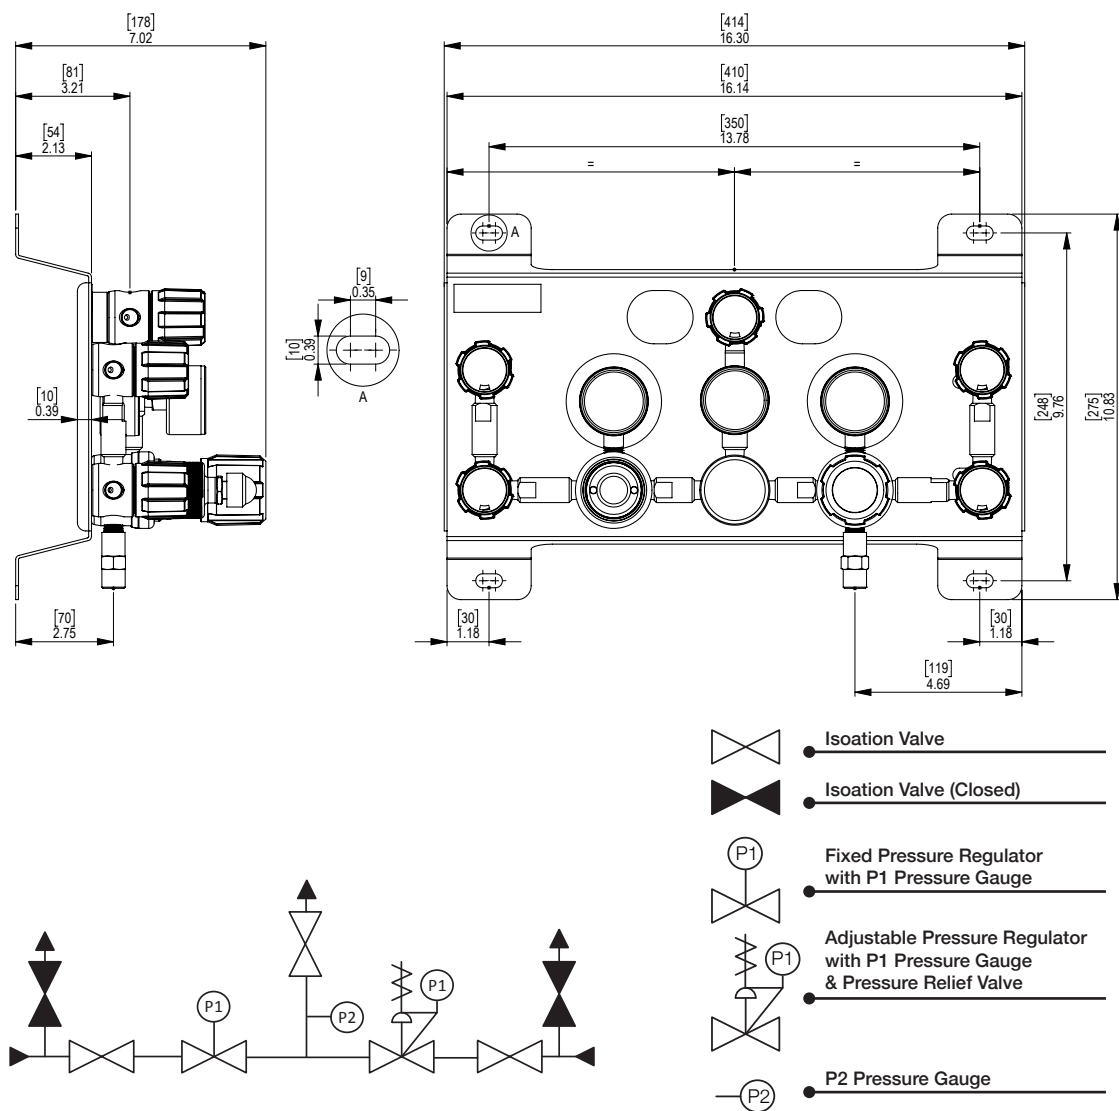 [178]
7.02
[81]
3.21
[54]
2.13
[10]
0.39
[70]
2.75
[9]
0.35
[10]
0.39
A
[414]
16.30
[410]
16.14
[350]
13.78
=
=
A
[248]
9.76
[275]
10.83
[30]
1.18
[30]
1.18
[119]
4.69
Isoation Valve
Isoation Valve (Closed)
P1
Fixed Pressure Regulator
with P1 Pressure Gauge
P1
Adjustable Pressure Regulator
with P1 Pressure Gauge
& Pressure Relief Valve
P2
P2 Pressure Gauge
P1
P2
P1